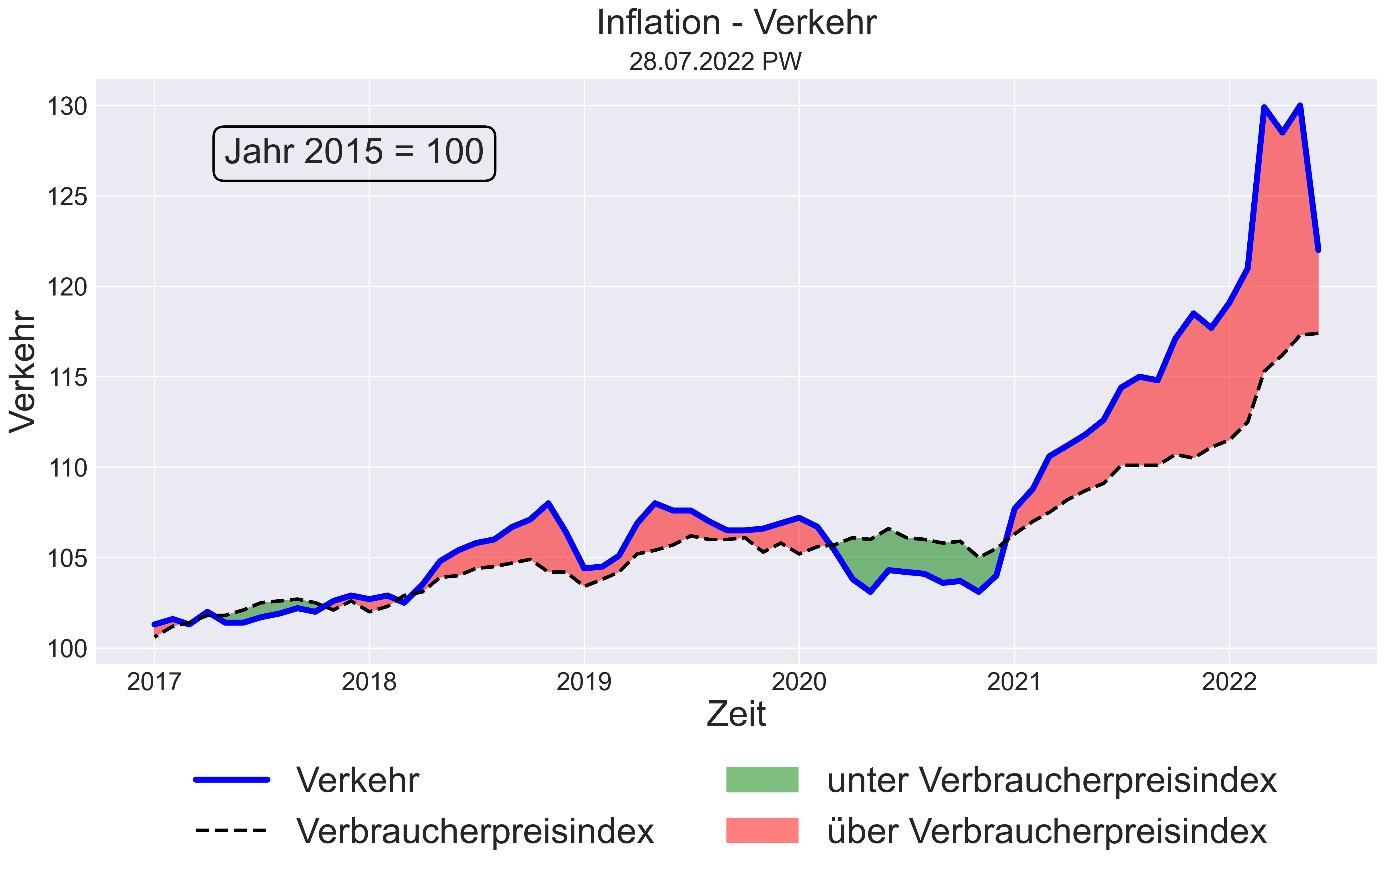 Inflation - Verkehr
28.07.2022 PW
130
125
120
115
110
105
100
Verkehr
Jahr 2015 = 100
2017 2018 2019 2020 2021 2022
Zeit
Verkehr
Verbraucherpreisindex
unter Verbraucherpreisindex
über Verbraucherpreisindex